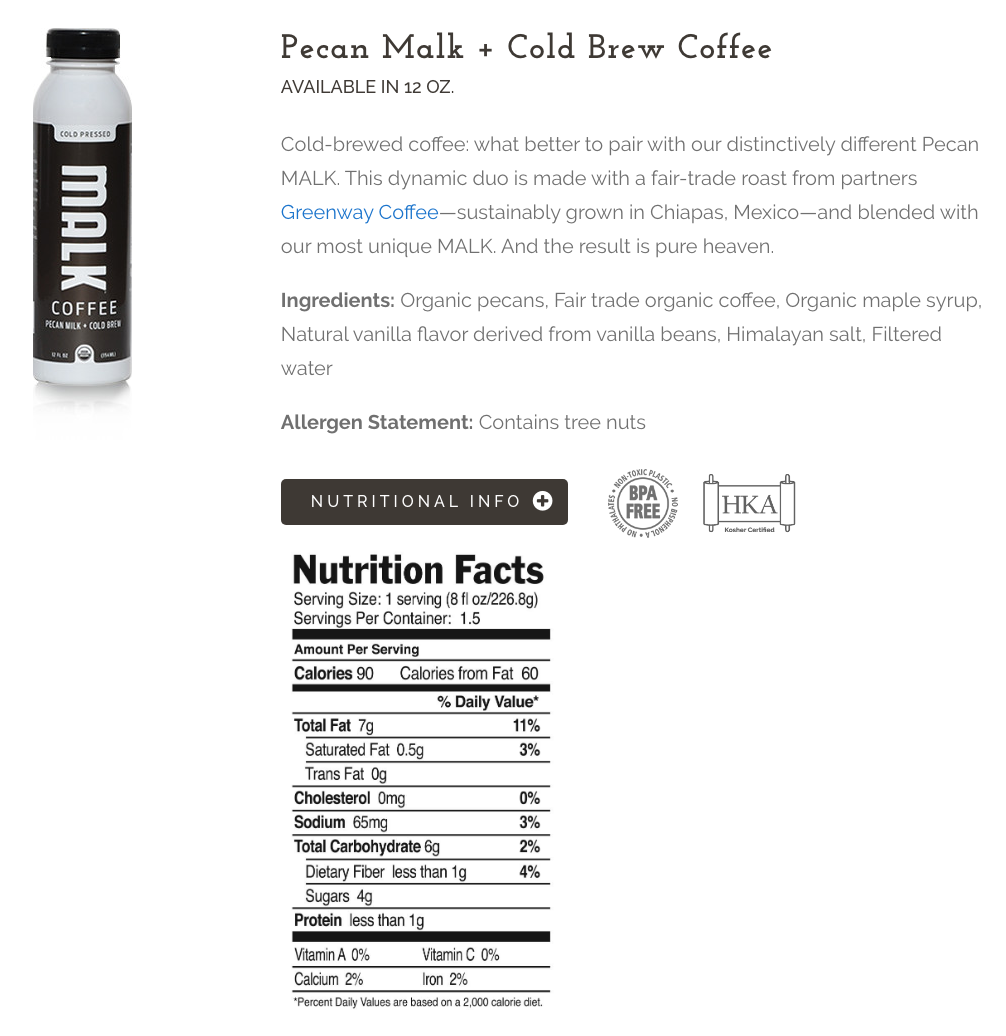 COLD PRESSED
MALK
COFFEE
PECAN MILK + COLD BREW
12 FL OZ (354ML)
Pecan Malk + Cold Brew Coffee
AVAILABLE IN 12 OZ.
Cold-brewed coffee: what better to pair with our distinctively different Pecan
MALK. This dynamic duo is made with a fair-trade roast from partners
Greenway Coffee—sustainably grown in Chiapas, Mexico—and blended with
our most unique MALK. And the result is pure heaven.
Ingredients: Organic pecans, Fair trade organic coffee, Organic maple syrup,
Natural vanilla flavor derived from vanilla beans, Himalayan salt, Filtered
water
Allergen Statement: Contains tree nuts
NUTRITIONAL INFO
NON-TOXIC PLASTIC • NO BISPHENOL A • NO PHTHALATES •
BPA
FREE
HKA
Kosher Certified
Nutrition Facts
Serving Size: 1 serving (8 fl oz/226.8g)
Servings Per Container: 1.5
Amount Per Serving
Calories 90 Calories from Fat 60
% Daily Value*
Total Fat 7g 11%
Saturated Fat 0.5g 3%
Trans Fat 0g
Cholesterol 0mg 0%
Sodium 65mg 3%
Total Carbohydrate 6g 2%
Dietary Fiber less than 1g 4%
Sugars 4g
Protein less than 1g
Vitamin A 0% Vitamin C 0%
Calcium 2% Iron 2%
*Percent Daily Values are based on a 2,000 calorie diet.